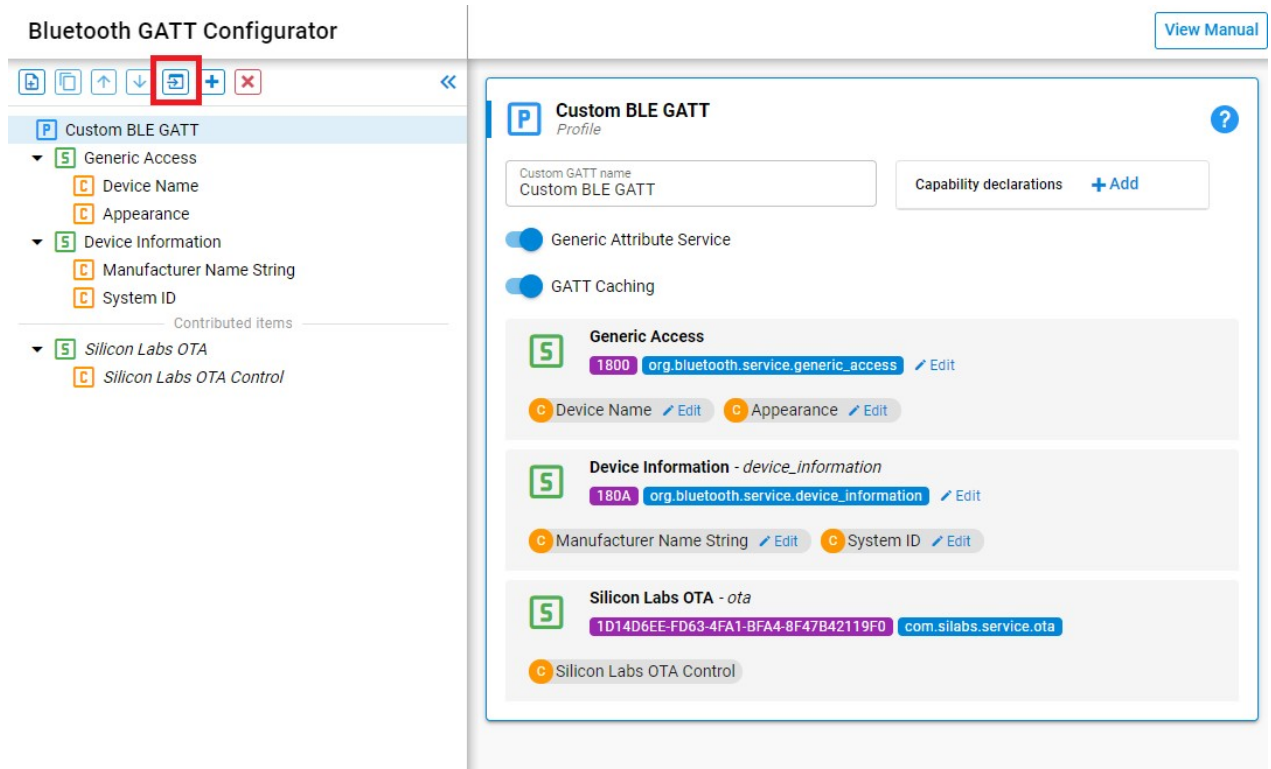 Bluetooth GATT Configurator
View Manual
P Custom BLE GATT
S Generic Access
C Device Name
C Appearance
S Device Information
C Manufacturer Name String
C System ID
Contributed items
S Silicon Labs OTA
C Silicon Labs OTA Control
P Custom BLE GATT
Profile
?
Custom GATT name
Custom BLE GATT
Capability declarations + Add
Generic Attribute Service
GATT Caching
S Generic Access
1800 org.bluetooth.service.generic_access Edit
C Device Name Edit C Appearance Edit
S Device Information - device_information
180A org.bluetooth.service.device_information Edit
C Manufacturer Name String Edit C System ID Edit
S Silicon Labs OTA - ota
1D14D6EE-FD63-4FA1-BFA4-8F47B42119F0 com.silabs.service.ota
C Silicon Labs OTA Control